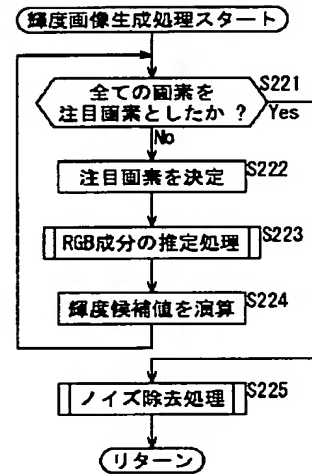 輝度画像生成処理スタート
S221
全ての画素を
注目画素としたか ?
Yes
No
S222
注目画素を決定
S223
RGB成分の推定処理
S224
輝度候補値を演算
S225
ノイズ除去処理
リターン